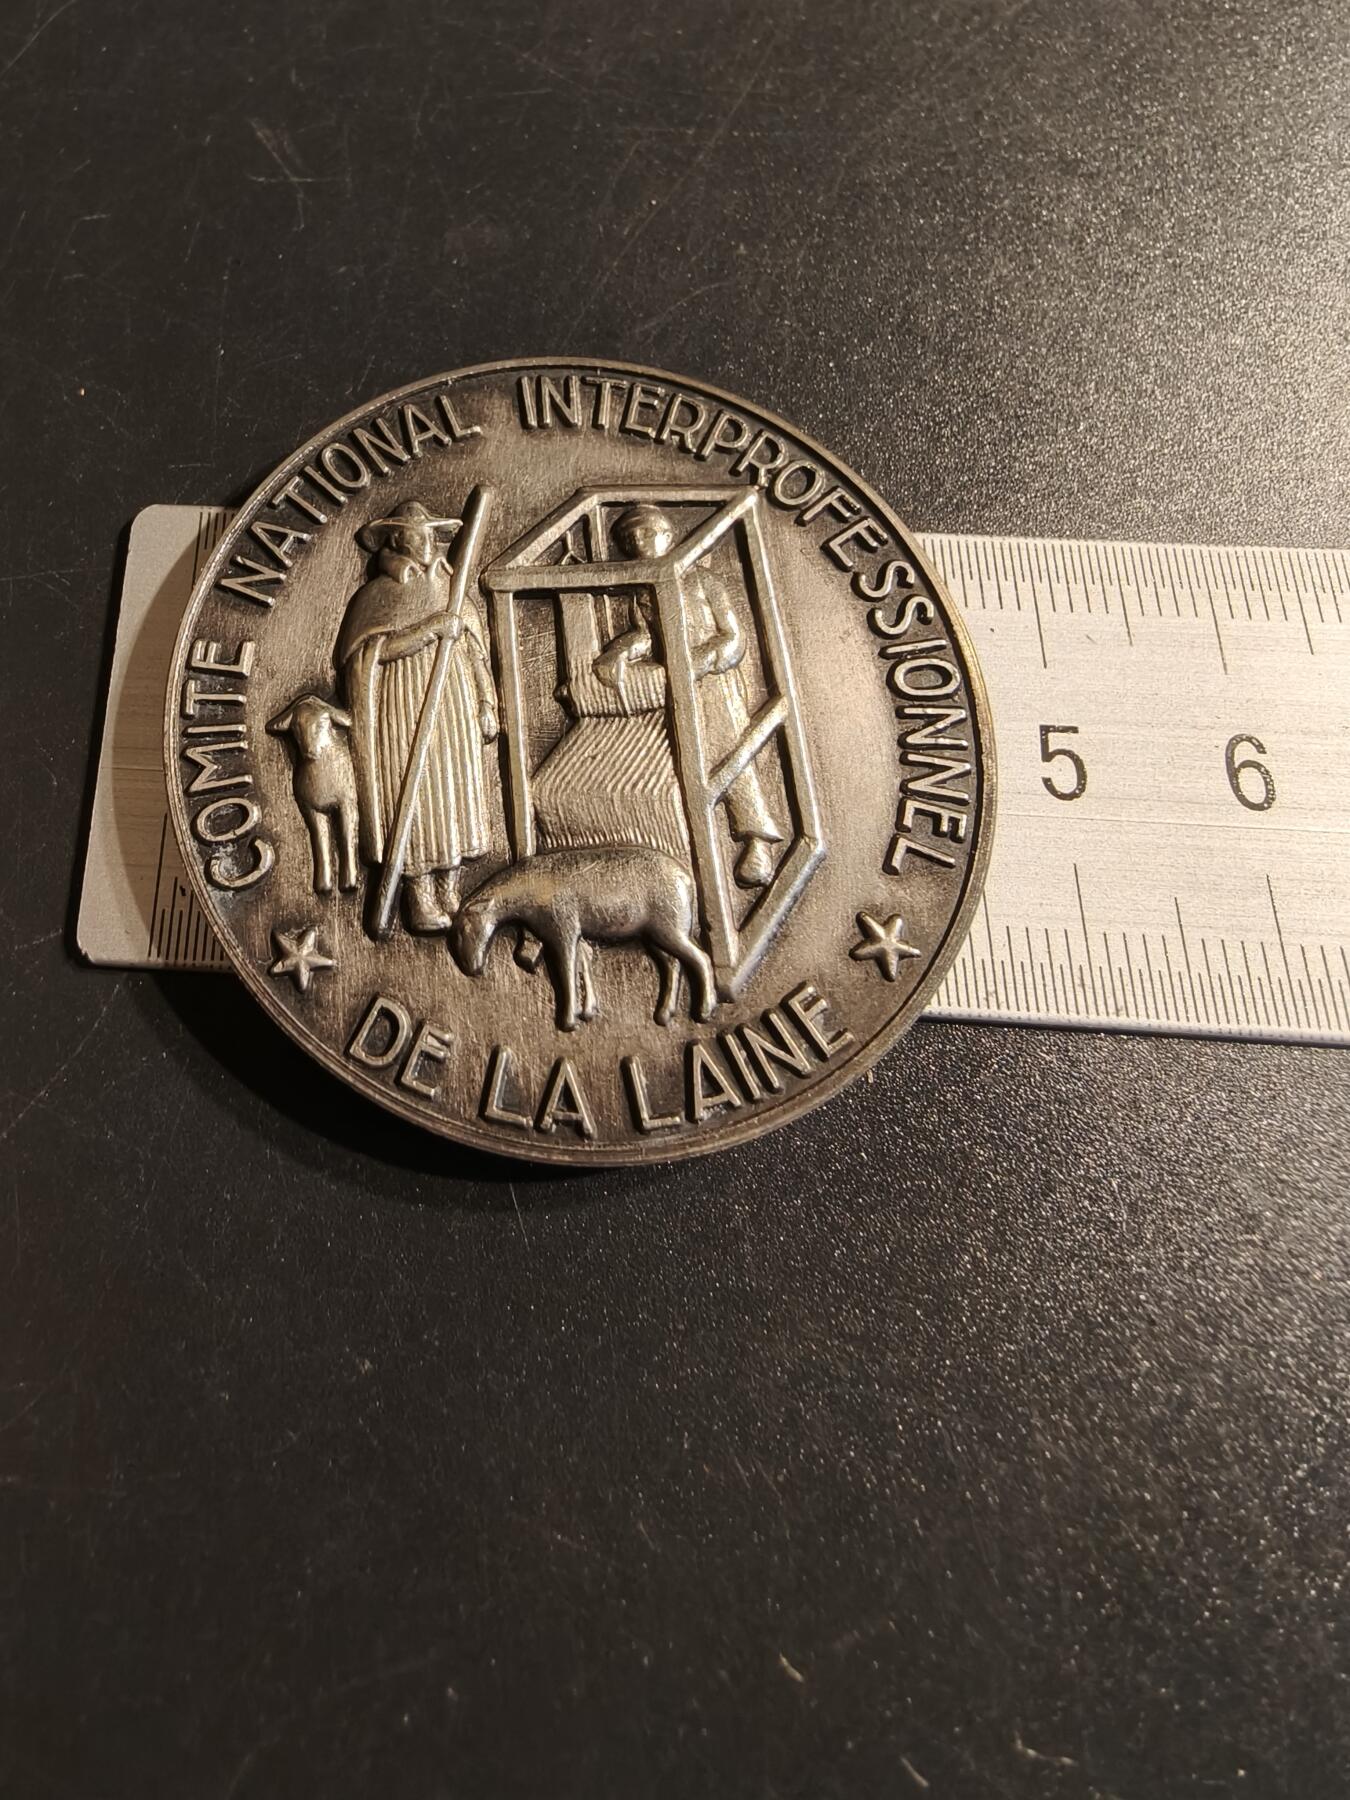 COMITE NATIONAL INTERPROFESSIONNEL
DE LA LAINE
5 6